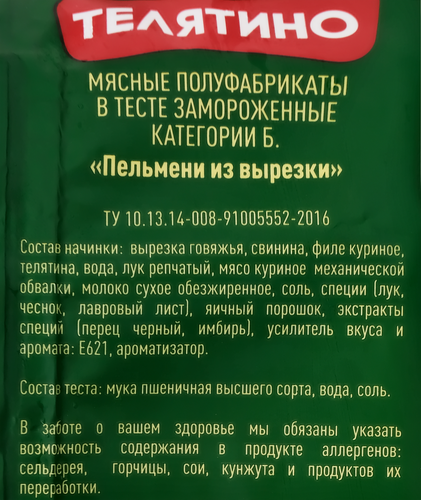 ТЕЛЯТИНО
МЯСНЫЕ ПОЛУФАБРИКАТЫ
В ТЕСТЕ ЗАМОРОЖЕННЫЕ
КАТЕГОРИИ Б.
«Пельмени из вырезки»
ТУ 10.13.14-008-91005552-2016
Состав начинки: вырезка говяжья, свинина, филе куриное,
телятина, вода, лук репчатый, мясо куриное механической
обвалки, молоко сухое обезжиренное, соль, специи (лук,
чеснок, лавровый лист), яичный порошок, экстракты
специй (перец черный, имбирь), усилитель вкуса и
аромата: Е621, ароматизатор.
Состав теста: мука пшеничная высшего сорта, вода, соль.
В заботе о вашем здоровье мы обязаны указать
возможность содержания в продукте аллергенов:
сельдерея, горчицы, сои, кунжута и продуктов их
переработки.